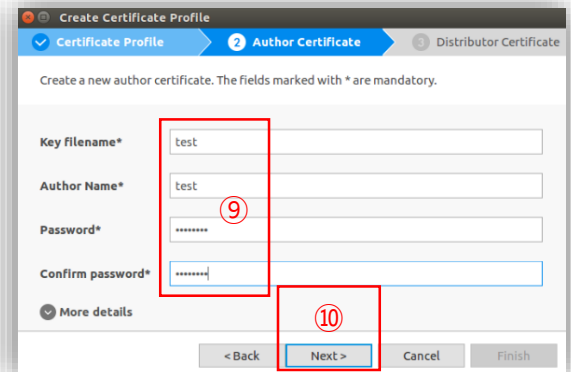 Create Certificate Profile
Certificate Profile
2 Author Certificate
3 Distributor Certificate
Create a new author certificate. The fields marked with * are mandatory.
Key filename* test
Author Name* test
⑨
Password* ••••••••
Confirm password* ••••••••
More details
⑩
< Back Next > Cancel Finish